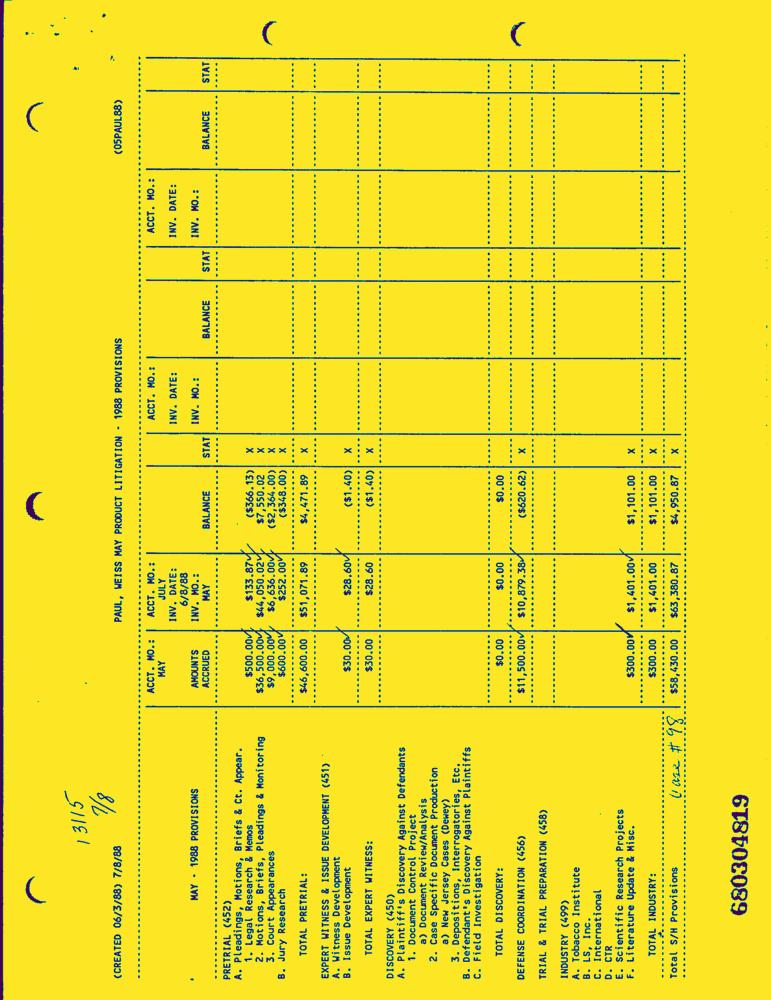 13115
7/8
(CREATED 06/3/88) 7/8/88 PAUL, WEISS MAY PRODUCT LITIGATION - 1988 PROVISIONS (05PAUL88)
ACCT. MO.: MAY ACCT. MO.: JULY ACCT. MO.: ACCT. MO.:
INV. DATE: 6/8/88 INV. DATE: INV. DATE:
MAY - 1988 PROVISIONS AMOUNTS ACCRUED INV. MO.: MAY BALANCE STAT INV. MO.: BALANCE STAT INV. MO.: BALANCE STAT
PRETRIAL (452)
A. Pleadings, Motions, Briefs & Ct. Appear.
1. Legal Research & Memos $500.00 $133.87 ($366.13) X
2. Motions, Briefs, Pleadings & Monitoring $36,500.00 $44,050.02 $7,550.02 X
3. Court Appearances $9,000.00 $6,636.00 ($2,364.00) X
B. Jury Research $600.00 $252.00 ($348.00) X
TOTAL PRETRIAL: $46,600.00 $51,071.89 $4,471.89 X
EXPERT WITNESS & ISSUE DEVELOPMENT (451)
A. Witness Development
B. Issue Development $30.00 $28.60 ($1.40) X
TOTAL EXPERT WITNESS: $30.00 $28.60 ($1.40) X
DISCOVERY (450)
A. Plaintiff's Discovery Against Defendants
1. Document Control Project
a) Document Review/Analysis
2. Case Specific Document Production
a) New Jersey Cases (Dewey)
3. Depositions, Interrogatories, Etc.
B. Defendant's Discovery Against Plaintiffs
C. Field Investigation
TOTAL DISCOVERY: $0.00 $0.00 $0.00
DEFENSE COORDINATION (456) $11,500.00 $10,879.38 ($620.62) X
TRIAL & TRIAL PREPARATION (458)
INDUSTRY (499)
A. Tobacco Institute
B. LS, Inc.
C. International
D. CTR
E. Scientific Research Projects
F. Literature Update & Misc. $300.00 $1,401.00 $1,101.00 X
TOTAL INDUSTRY: $300.00 $1,401.00 $1,101.00 X
Total S/H Provisions Case # 98 $58,430.00 $63,380.87 $4,950.87 X
680304819